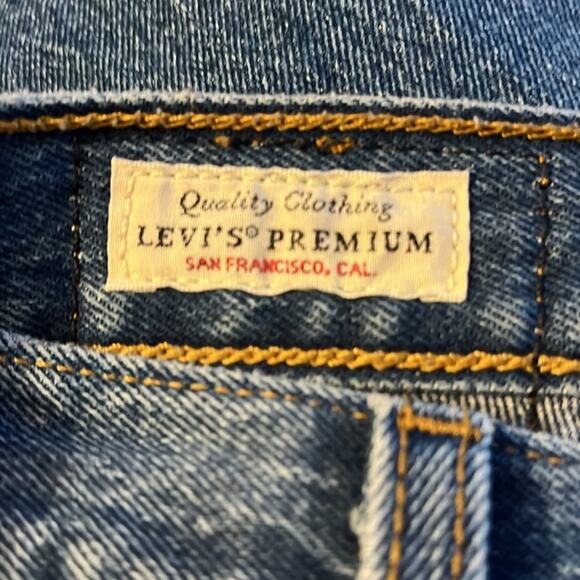 Quality Clothing
LEVI'S® PREMIUM
SAN FRANCISCO, CAL.